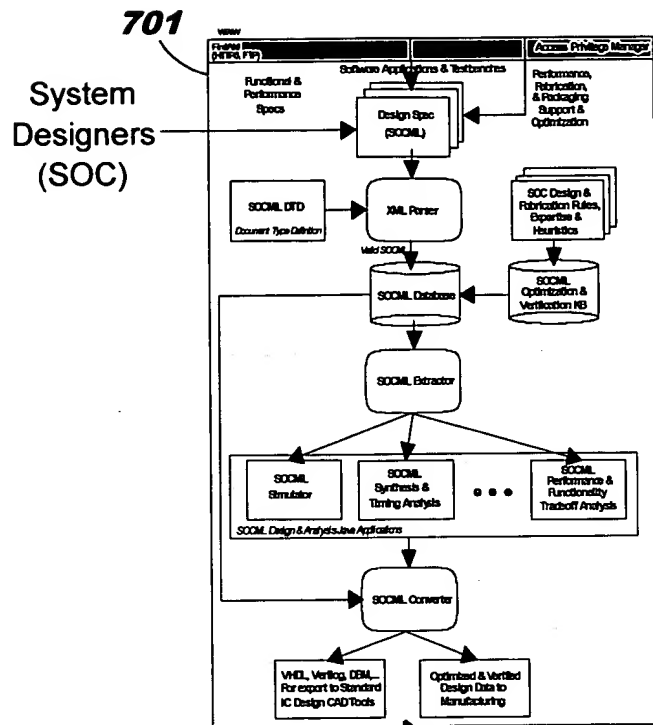 701
WWW
Firewall
(HTTP, FTP)
Access Privilege Manager
Software Applications & Testbenches
Functional &
Performance
Specs
Performance,
Fabrication,
& Packaging
Support &
Optimization
System
Designers
(SOC)
Design Spec
(SOCML)
SOCML DTD
Document Type Definition
XML Parser
SOC Design &
Fabrication Rules,
Expertise &
Heuristics
Valid SOCML
SOCML Database
SOCML
Optimization &
Verification KB
SOCML Extractor
SOCML
Simulator
SOCML
Synthesis &
Timing Analysis
SOCML
Performance &
Functionality
Tradeoff Analysis
SOCML Design & Analysis Java Applications
SOCML Converter
VHDL, Verilog, DBM,...
For export to Standard
IC Design CAD Tools
Optimized & Verified
Design Data to
Manufacturing